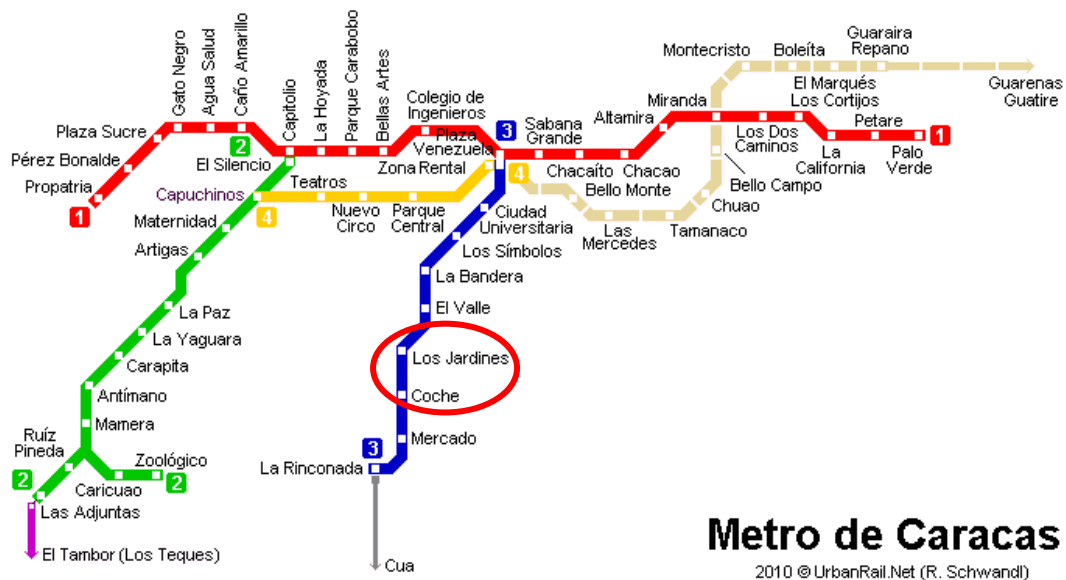 Montecristo
Boleíta
Guaraira
Repano
El Marqués
Guarenas
Guatire
Gato Negro
Agua Salud
Caño Amarillo
Capitolio
La Hoyada
Parque Carabobo
Bellas Artes
Colegio de
Ingenieros
Plaza
Venezuela
3
Sabana
Grande
Altamira
Miranda
Los Cortijos
Petare
1
Plaza Sucre
2
Pérez Bonalde
El Silencio
Zona Rental
4
Chacaíto
Chacao
Los Dos
Caminos
La
California
Palo
Verde
Propatria
1
Capuchinos
4
Teatros
Nuevo
Circo
Parque
Central
Bello Monte
Bello Campo
Chuao
Las
Mercedes
Tamanaco
Maternidad
Artigas
Ciudad
Universitaria
Los Símbolos
La Bandera
El Valle
La Paz
La Yaguara
Carapita
Antímano
Mamera
Los Jardines
Coche
Mercado
3
La Rinconada
Cua
Ruíz
Pineda
Zoológico
2
2
Caricuao
Las Adjuntas
El Tambor (Los Teques)
Metro de Caracas
2010 @ UrbanRail.Net (R. Schwandl)